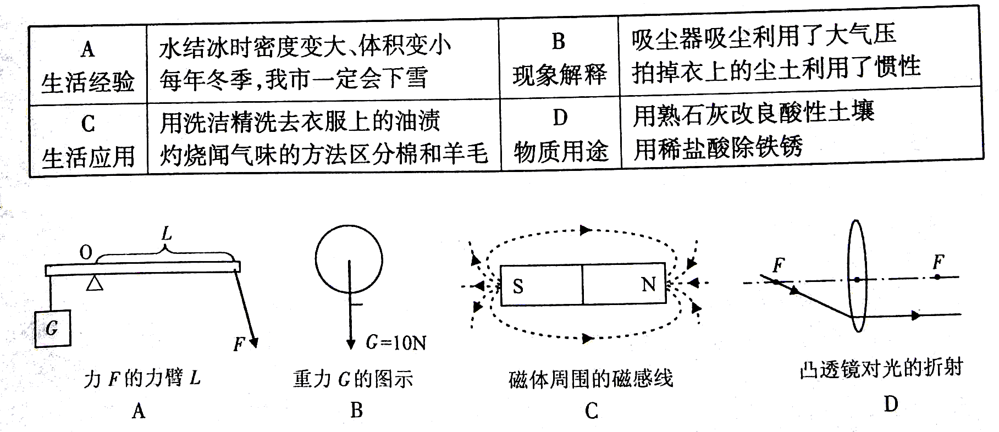 A
生活经验
水结冰时密度变大、体积变小
每年冬季,我市一定会下雪
B
现象解释
吸尘器吸尘利用了大气压
拍掉衣上的尘土利用了惯性
C
生活应用
用洗洁精洗去衣服上的油渍
灼烧闻气味的方法区分棉和羊毛
D
物质用途
用熟石灰改良酸性土壤
用稀盐酸除铁锈
L
O
G
F
力 F 的力臂 L
A
G=10N
重力 G 的图示
B
S
N
磁体周围的磁感线
C
F
F
凸透镜对光的折射
D